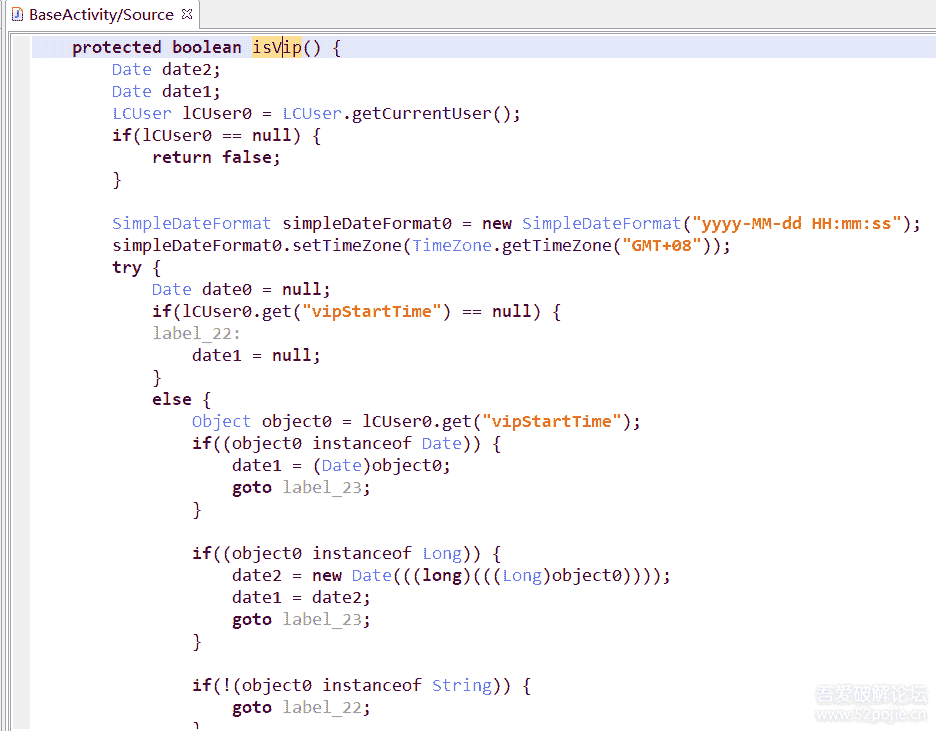 BaseActivity/Source
protected boolean isVip() {
Date date2;
Date date1;
LCUser lCUser0 = LCUser.getCurrentUser();
if(lCUser0 == null) {
return false;
}
SimpleDateFormat simpleDateFormat0 = new SimpleDateFormat("yyyy-MM-dd HH:mm:ss");
simpleDateFormat0.setTimeZone(TimeZone.getTimeZone("GMT+08"));
try {
Date date0 = null;
if(lCUser0.get("vipStartTime") == null) {
label_22:
date1 = null;
}
else {
Object object0 = lCUser0.get("vipStartTime");
if((object0 instanceof Date)) {
date1 = (Date)object0;
goto label_23;
}
if((object0 instanceof Long)) {
date2 = new Date(((long)(((Long)object0))));
date1 = date2;
goto label_23;
}
if(!(object0 instanceof String)) {
goto label_22;
}
吾爱破解论坛
www.52pojie.cn